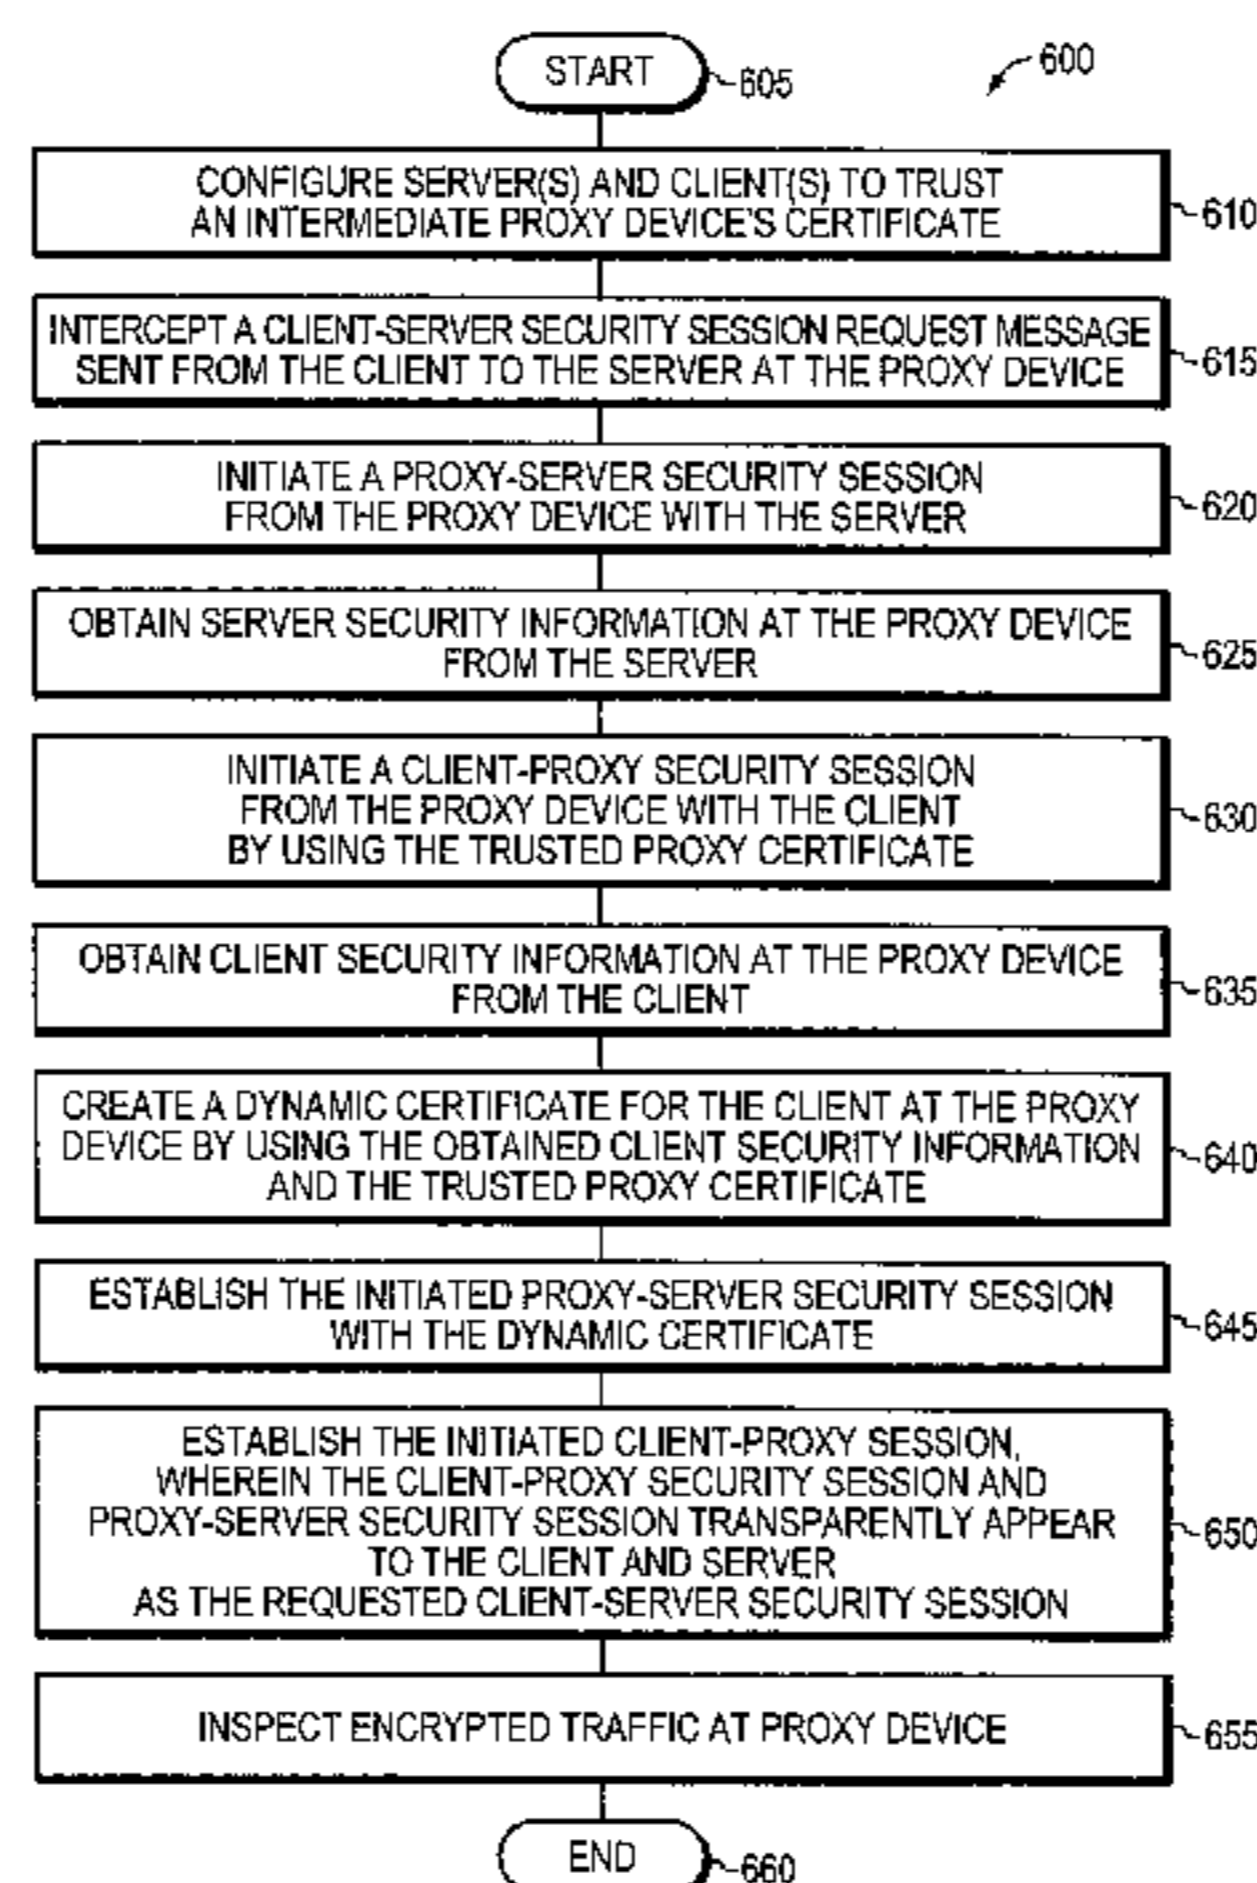 START
605
600
CONFIGURE SERVER(S) AND CLIENT(S) TO TRUST
AN INTERMEDIATE PROXY DEVICE'S CERTIFICATE
610
INTERCEPT A CLIENT-SERVER SECURITY SESSION REQUEST MESSAGE
SENT FROM THE CLIENT TO THE SERVER AT THE PROXY DEVICE
615
INITIATE A PROXY-SERVER SECURITY SESSION
FROM THE PROXY DEVICE WITH THE SERVER
620
OBTAIN SERVER SECURITY INFORMATION AT THE PROXY DEVICE
FROM THE SERVER
625
INITIATE A CLIENT-PROXY SECURITY SESSION
FROM THE PROXY DEVICE WITH THE CLIENT
BY USING THE TRUSTED PROXY CERTIFICATE
630
OBTAIN CLIENT SECURITY INFORMATION AT THE PROXY DEVICE
FROM THE CLIENT
635
CREATE A DYNAMIC CERTIFICATE FOR THE CLIENT AT THE PROXY
DEVICE BY USING THE OBTAINED CLIENT SECURITY INFORMATION
AND THE TRUSTED PROXY CERTIFICATE
640
ESTABLISH THE INITIATED PROXY-SERVER SECURITY SESSION
WITH THE DYNAMIC CERTIFICATE
645
ESTABLISH THE INITIATED CLIENT-PROXY SESSION,
WHEREIN THE CLIENT-PROXY SECURITY SESSION AND
PROXY-SERVER SECURITY SESSION TRANSPARENTLY APPEAR
TO THE CLIENT AND SERVER
AS THE REQUESTED CLIENT-SERVER SECURITY SESSION
650
INSPECT ENCRYPTED TRAFFIC AT PROXY DEVICE
655
END
660